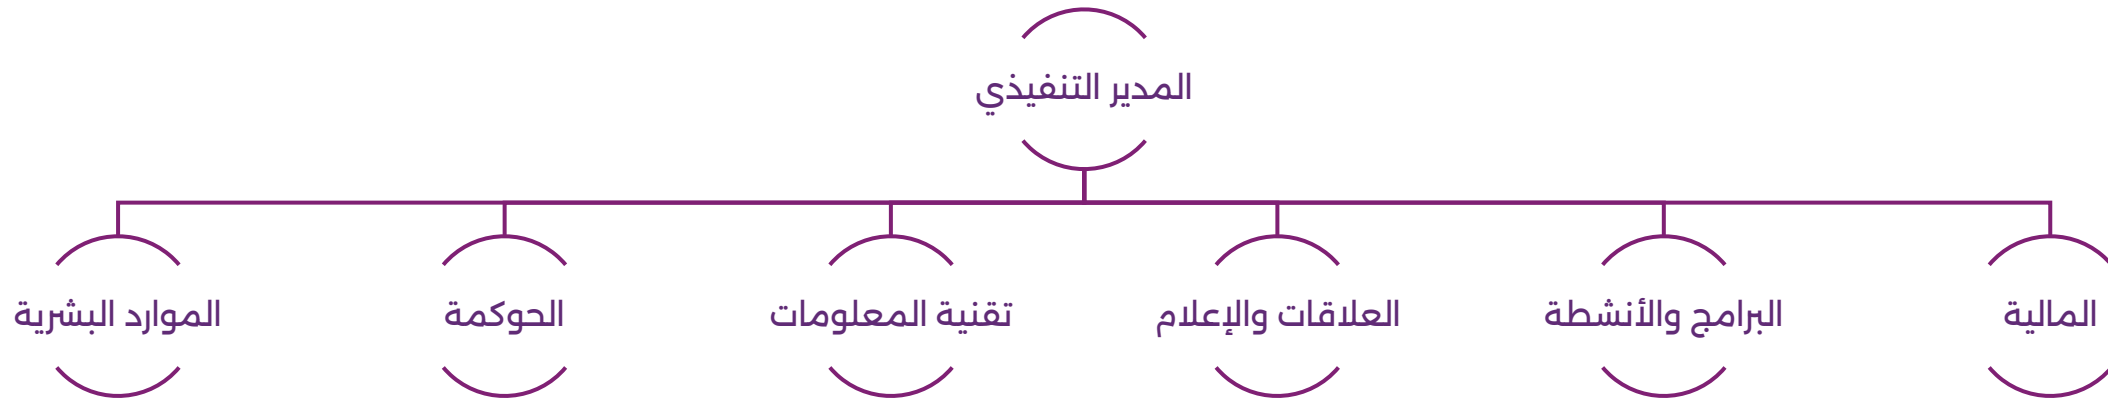 المدير التنفيذي
المالية
البرامج والأنشطة
العلاقات والإعلام
تقنية المعلومات
الحوكمة
الموارد البشرية